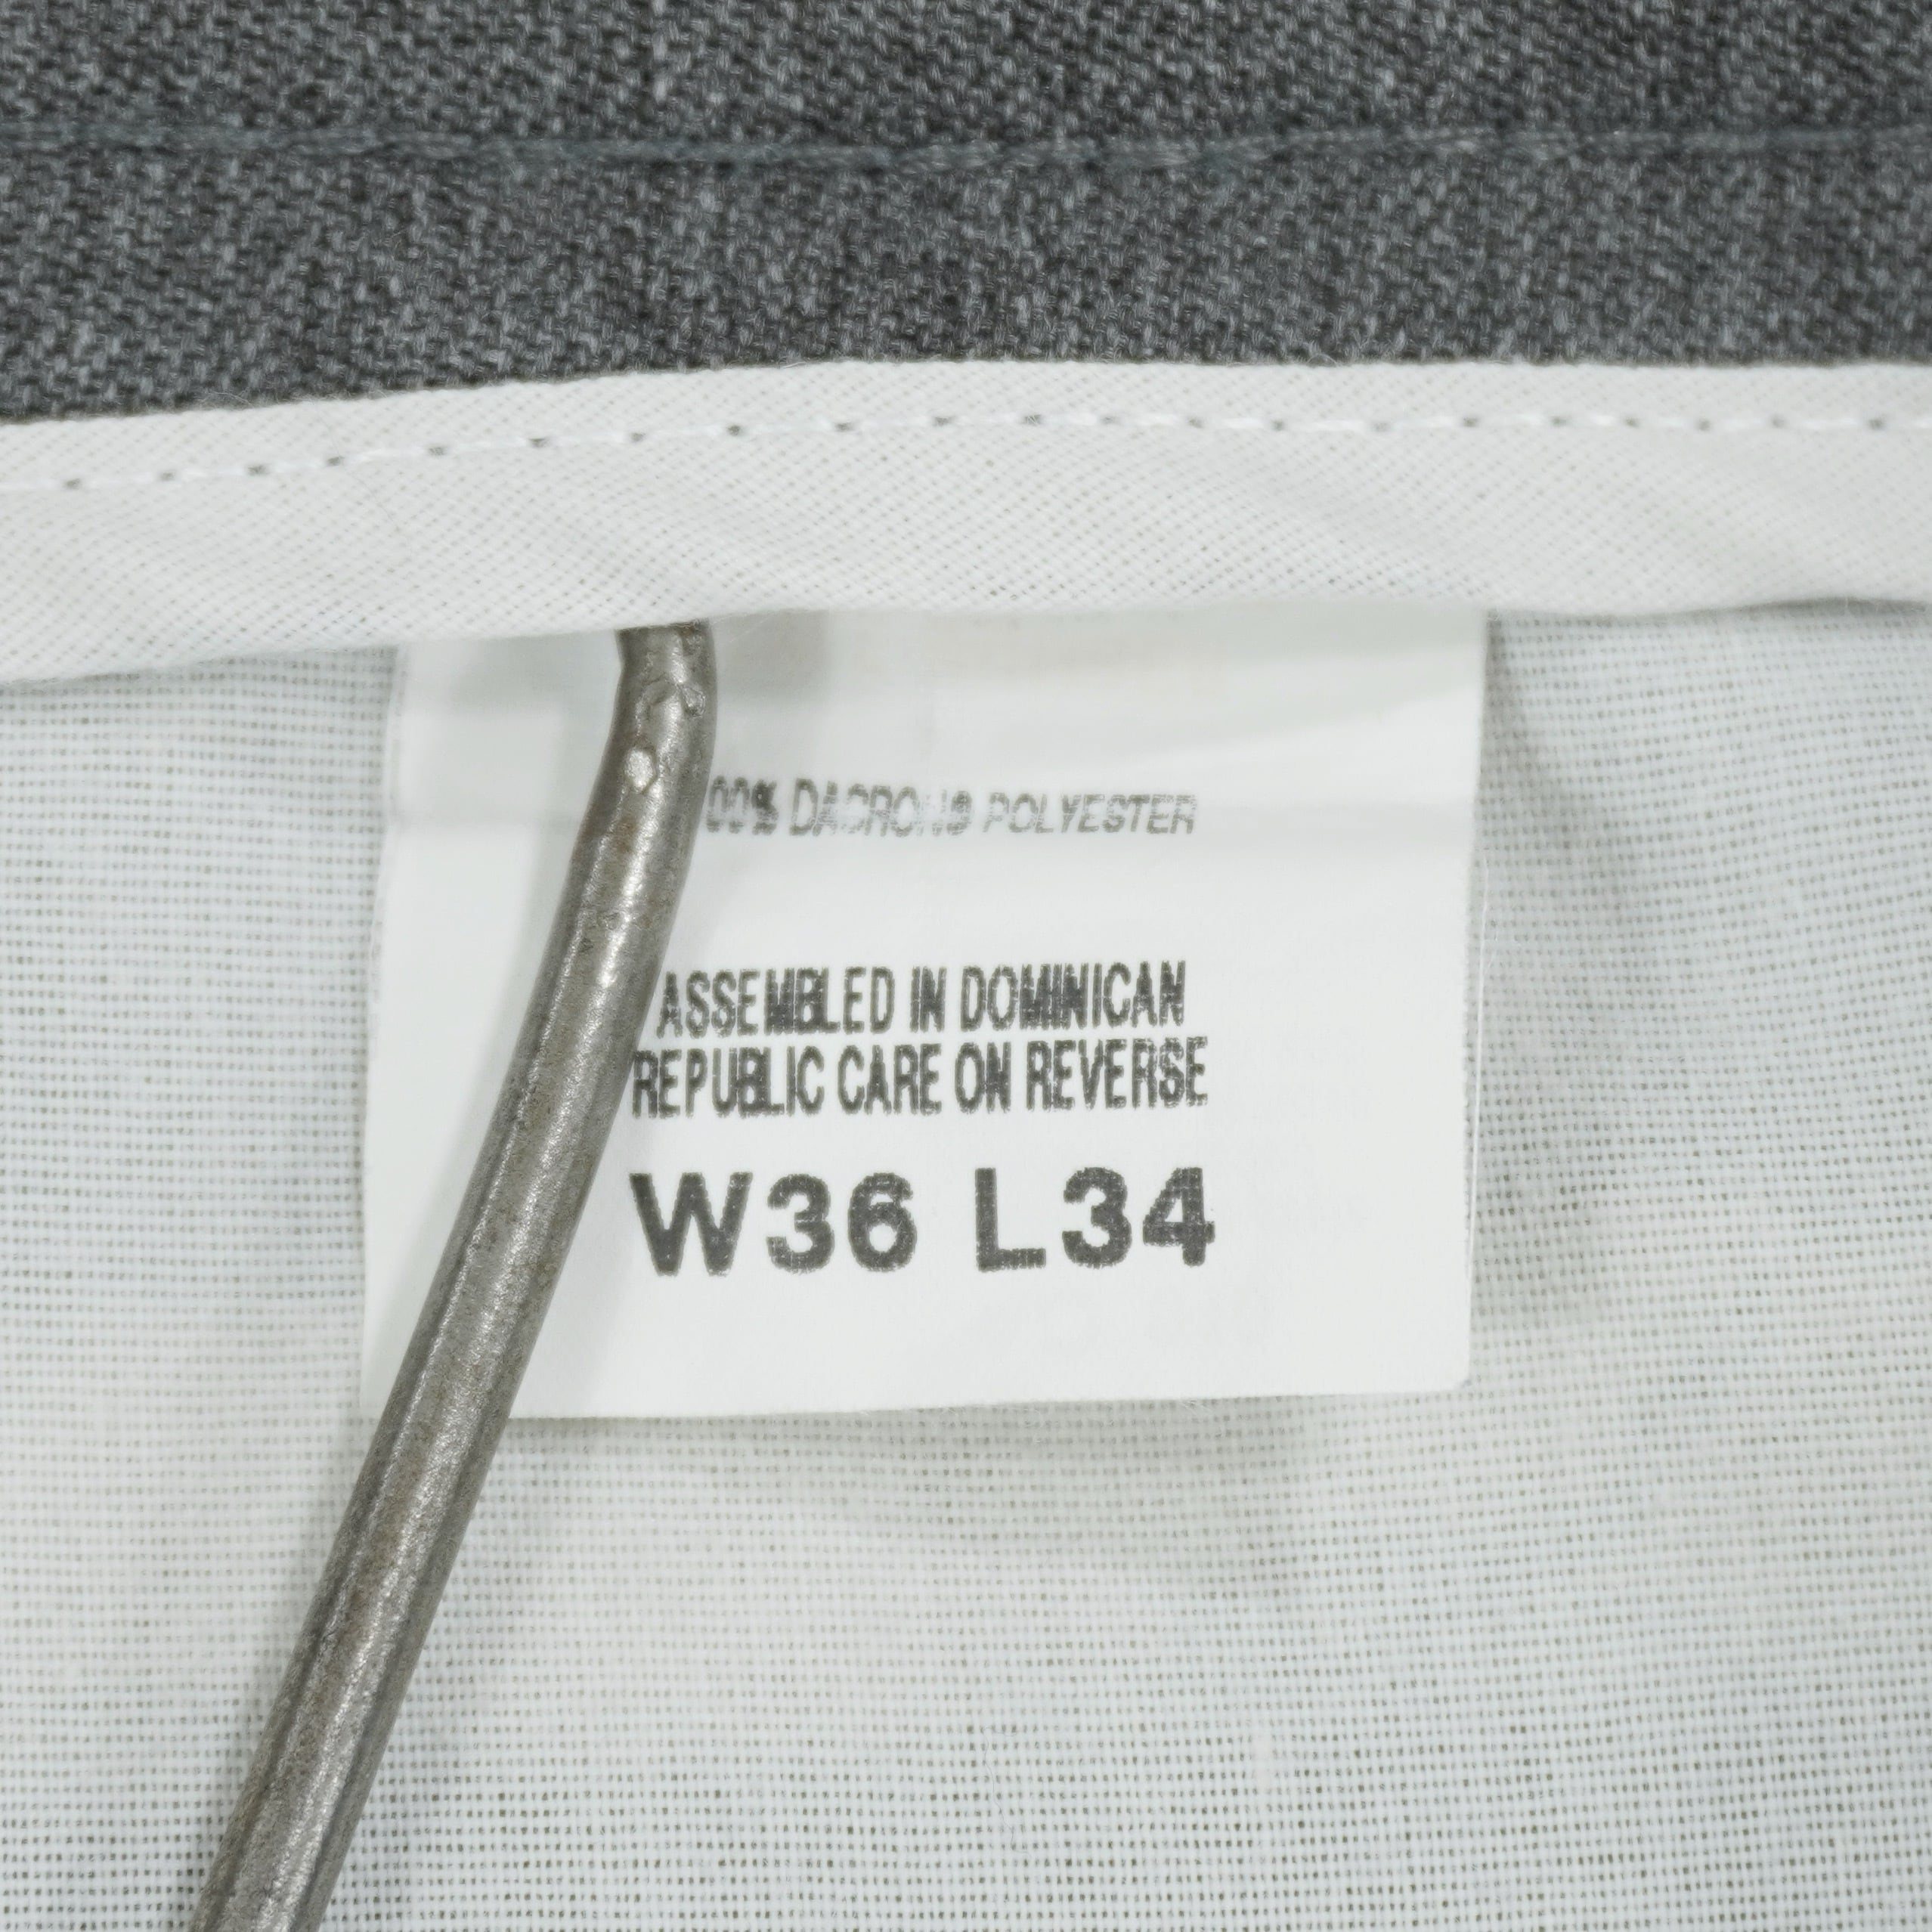 00% DACRON® POLYESTER
ASSEMBLED IN DOMINICAN
REPUBLIC CARE ON REVERSE
W36 L34